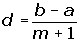 d = (b - a) / (m + 1)